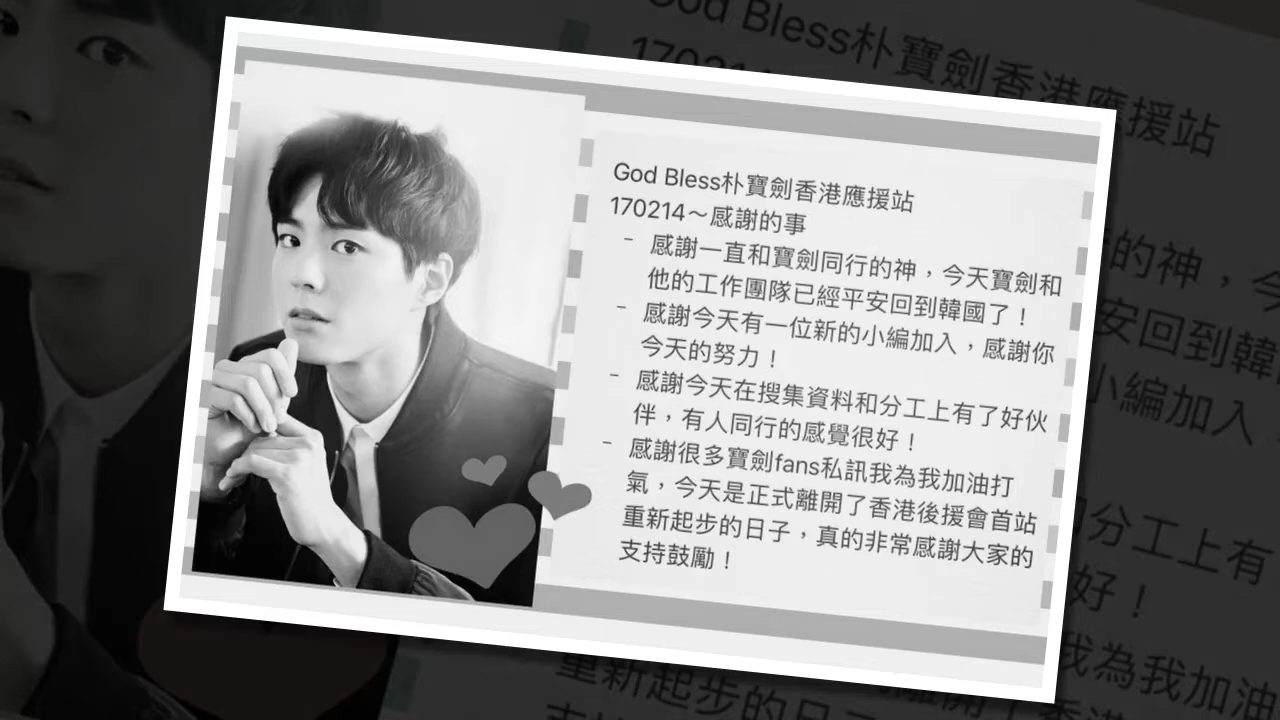 God Bless朴寶劍香港應援站
170214～感謝的事
- 感謝一直和寶劍同行的神，今天寶劍和
他的工作團隊已經平安回到韓國了！
- 感謝今天有一位新的小編加入，感謝你
今天的努力！
- 感謝今天在搜集資料和分工上有了好伙
伴，有人同行的感覺很好！
- 感謝很多寶劍fans私訊我為我加油打
氣，今天是正式離開了香港後援會首站
重新起步的日子，真的非常感謝大家的
支持鼓勵！